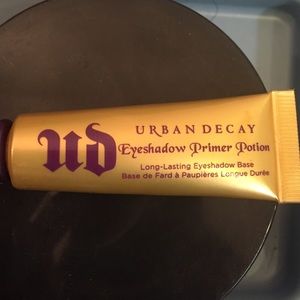 UD
URBAN DECAY
Eyeshadow Primer Potion
Long-Lasting Eyeshadow Base
Base de Fard à Paupières Longue Durée